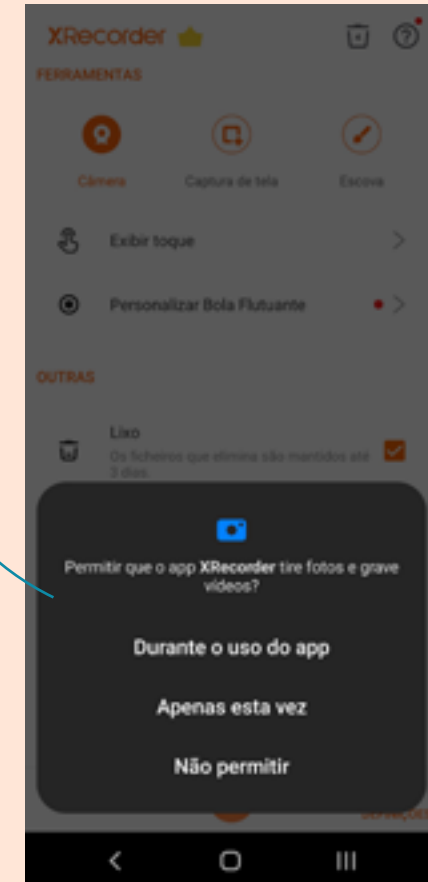 XRecorder
FERRAMENTAS
Câmera
Captura de tela
Escova
Exibir toque
Personalizar Bola Flutuante
OUTRAS
Lixo
Os ficheiros que elimina são mantidos até
3 dias.
Permitir que o app XRecorder tire fotos e grave
vídeos?
Durante o uso do app
Apenas esta vez
Não permitir
DEFINIÇÕES